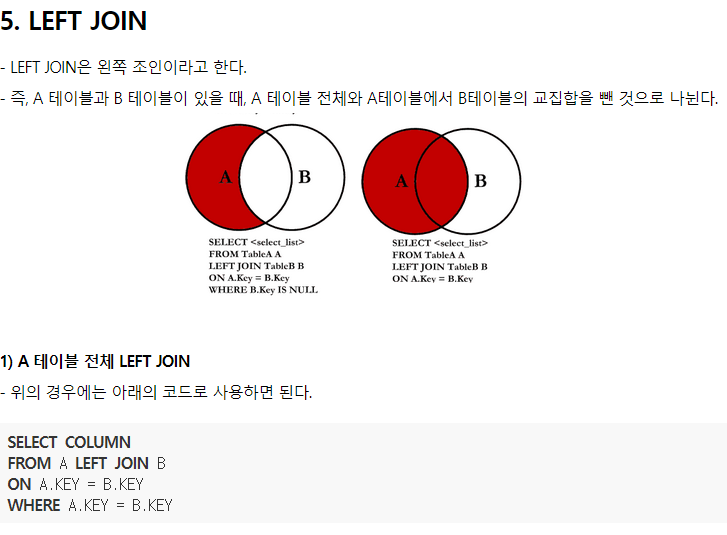 5. LEFT JOIN
- LEFT JOIN은 왼쪽 조인이라고 한다.
- 즉, A 테이블과 B 테이블이 있을 때, A 테이블 전체와 A테이블에서 B테이블의 교집합을 뺀 것으로 나뉜다.
A B
SELECT <select_list>
FROM TableA A
LEFT JOIN TableB B
ON A.Key = B.Key
WHERE B.Key IS NULL
A B
SELECT <select_list>
FROM TableA A
LEFT JOIN TableB B
ON A.Key = B.Key
1) A 테이블 전체 LEFT JOIN
- 위의 경우에는 아래의 코드로 사용하면 된다.
SELECT COLUMN
FROM A LEFT JOIN B
ON A.KEY = B.KEY
WHERE A.KEY = B.KEY